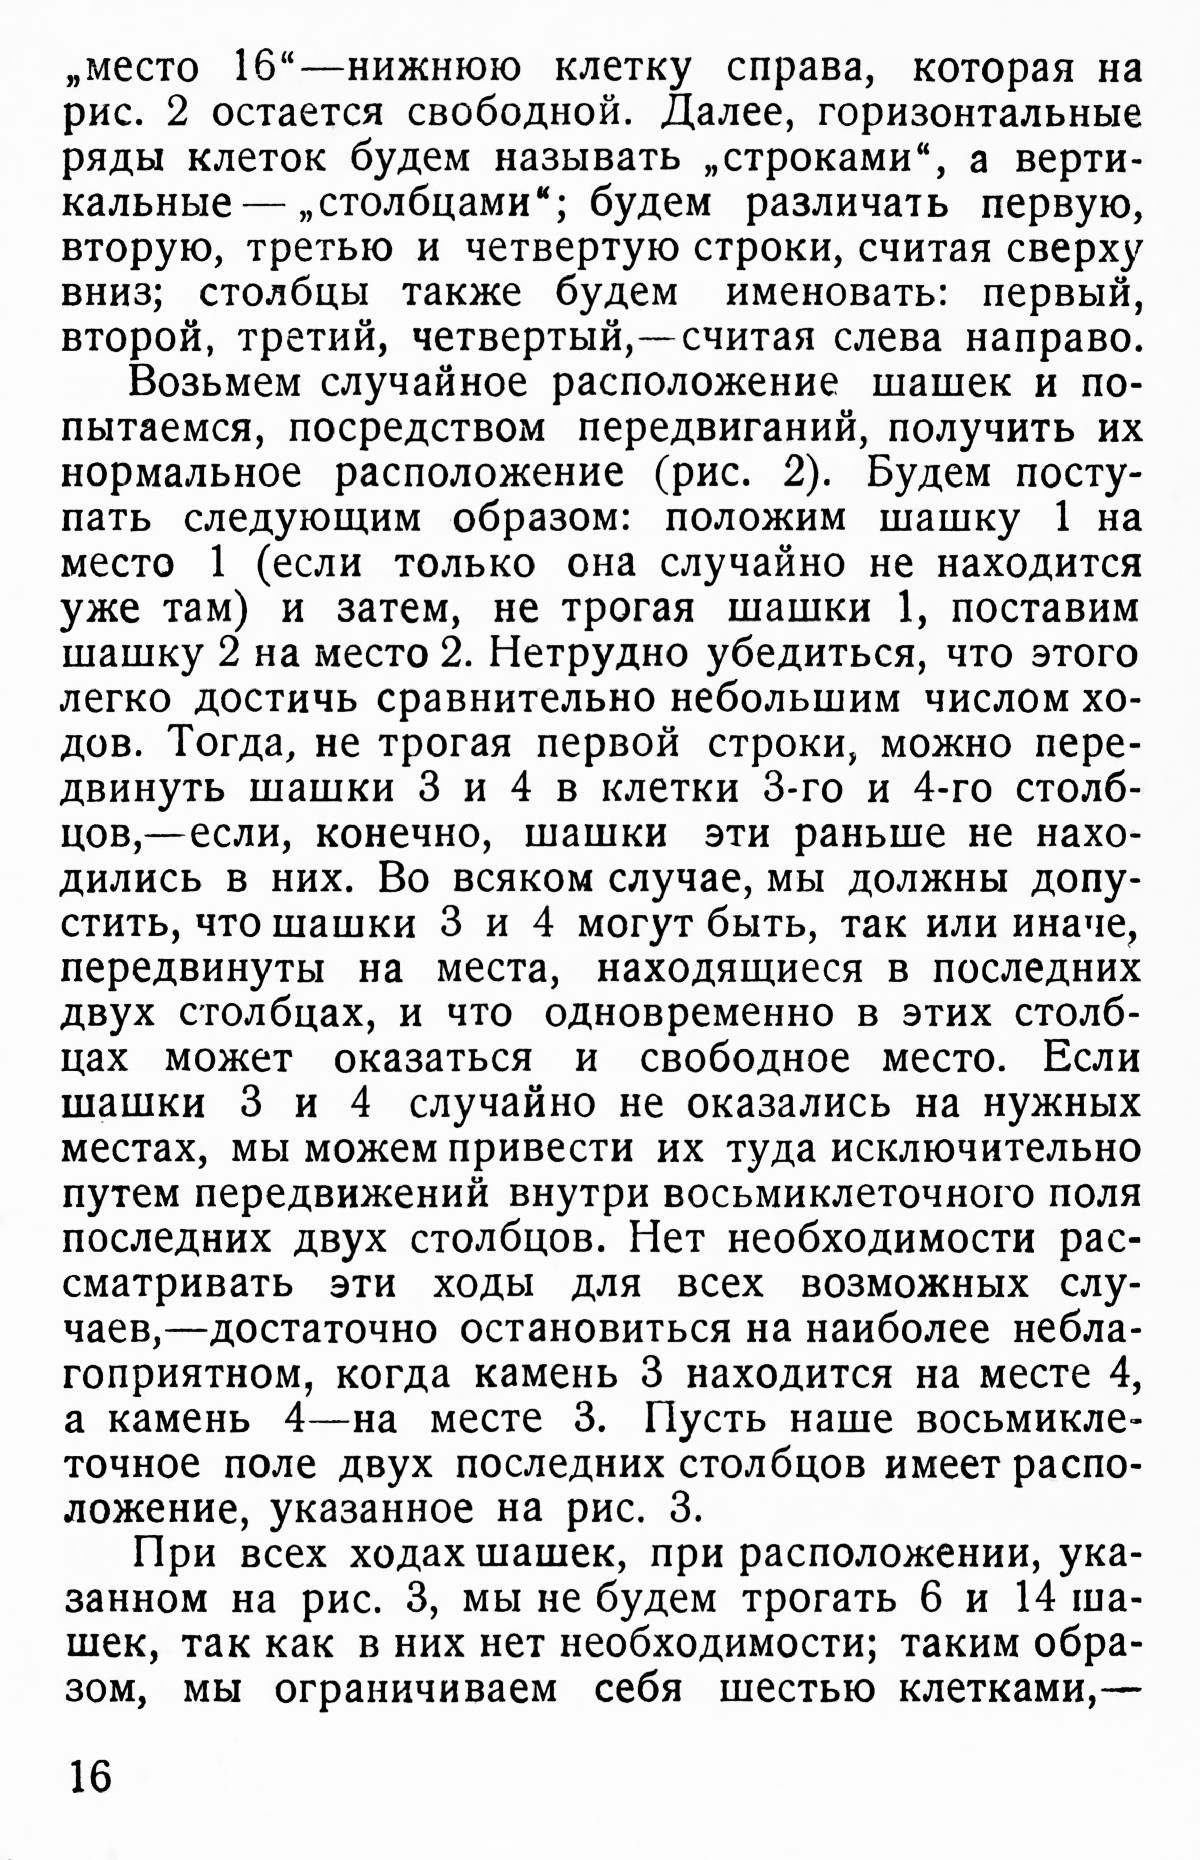 „место 16“—нижнюю клетку справа, которая на
рис. 2 остается свободной. Далее, горизонтальные
ряды клеток будем называть „строками“, а верти-
кальные — „столбцами“; будем различать первую,
вторую, третью и четвертую строки, считая сверху
вниз; столбцы также будем именовать: первый,
второй, третий, четвертый,—считая слева направо.
Возьмем случайное расположение шашек и по-
пытаемся, посредством передвиганий, получить их
нормальное расположение (рис. 2). Будем посту-
пать следующим образом: положим шашку 1 на
место 1 (если только она случайно не находится
уже там) и затем, не трогая шашки 1, поставим
шашку 2 на место 2. Нетрудно убедиться, что этого
легко достичь сравнительно небольшим числом хо-
дов. Тогда, не трогая первой строки, можно пере-
двинуть шашки 3 и 4 в клетки 3-го и 4-го столб-
цов,—если, конечно, шашки эти раньше не нахо-
дились в них. Во всяком случае, мы должны допу-
стить, что шашки 3 и 4 могут быть, так или иначе,
передвинуты на места, находящиеся в последних
двух столбцах, и что одновременно в этих столб-
цах может оказаться и свободное место. Если
шашки 3 и 4 случайно не оказались на нужных
местах, мы можем привести их туда исключительно
путем передвижений внутри восьмиклеточного поля
последних двух столбцов. Нет необходимости рас-
сматривать эти ходы для всех возможных слу-
чаев,—достаточно остановиться на наиболее небла-
гоприятном, когда камень 3 находится на месте 4,
а камень 4—на месте 3. Пусть наше восьмикле-
точное поле двух последних столбцов имеет распо-
ложение, указанное на рис. 3.
При всех ходах шашек, при расположении, ука-
занном на рис. 3, мы не будем трогать 6 и 14 ша-
шек, так как в них нет необходимости; таким обра-
зом, мы ограничиваем себя шестью клетками,—
16